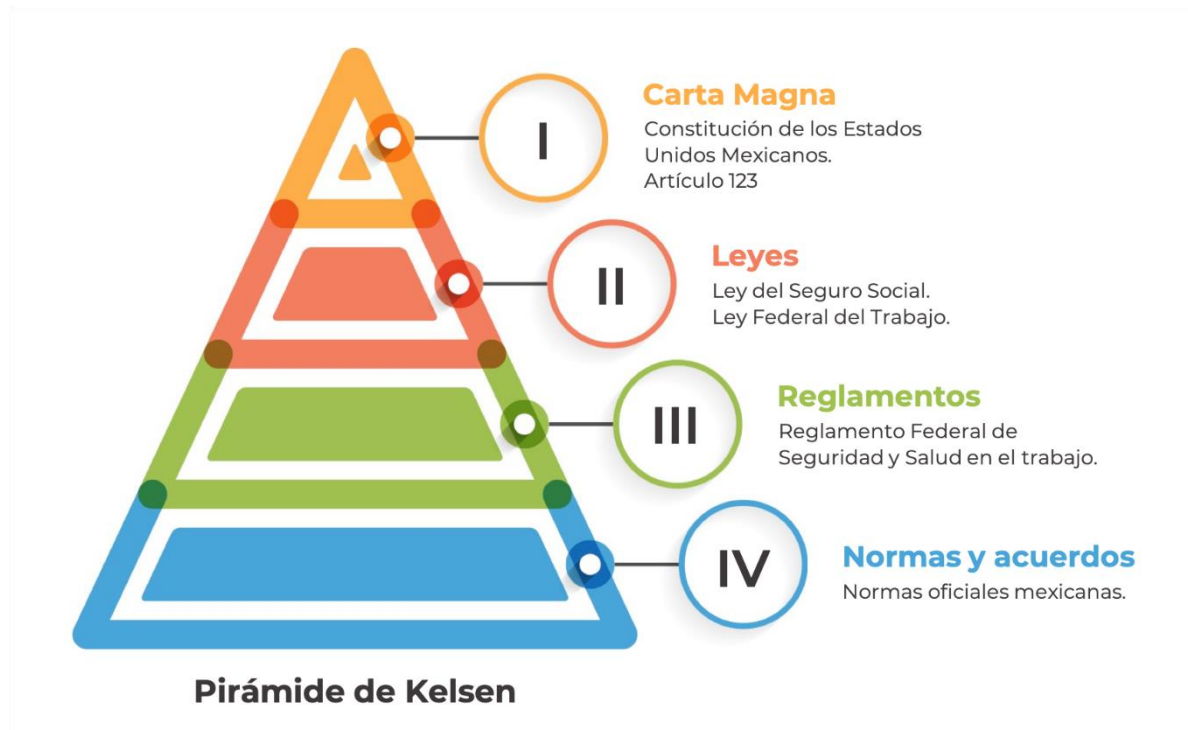 I
Carta Magna
Constitución de los Estados
Unidos Mexicanos.
Artículo 123
II
Leyes
Ley del Seguro Social.
Ley Federal del Trabajo.
III
Reglamentos
Reglamento Federal de
Seguridad y Salud en el trabajo.
IV
Normas y acuerdos
Normas oficiales mexicanas.
Pirámide de Kelsen